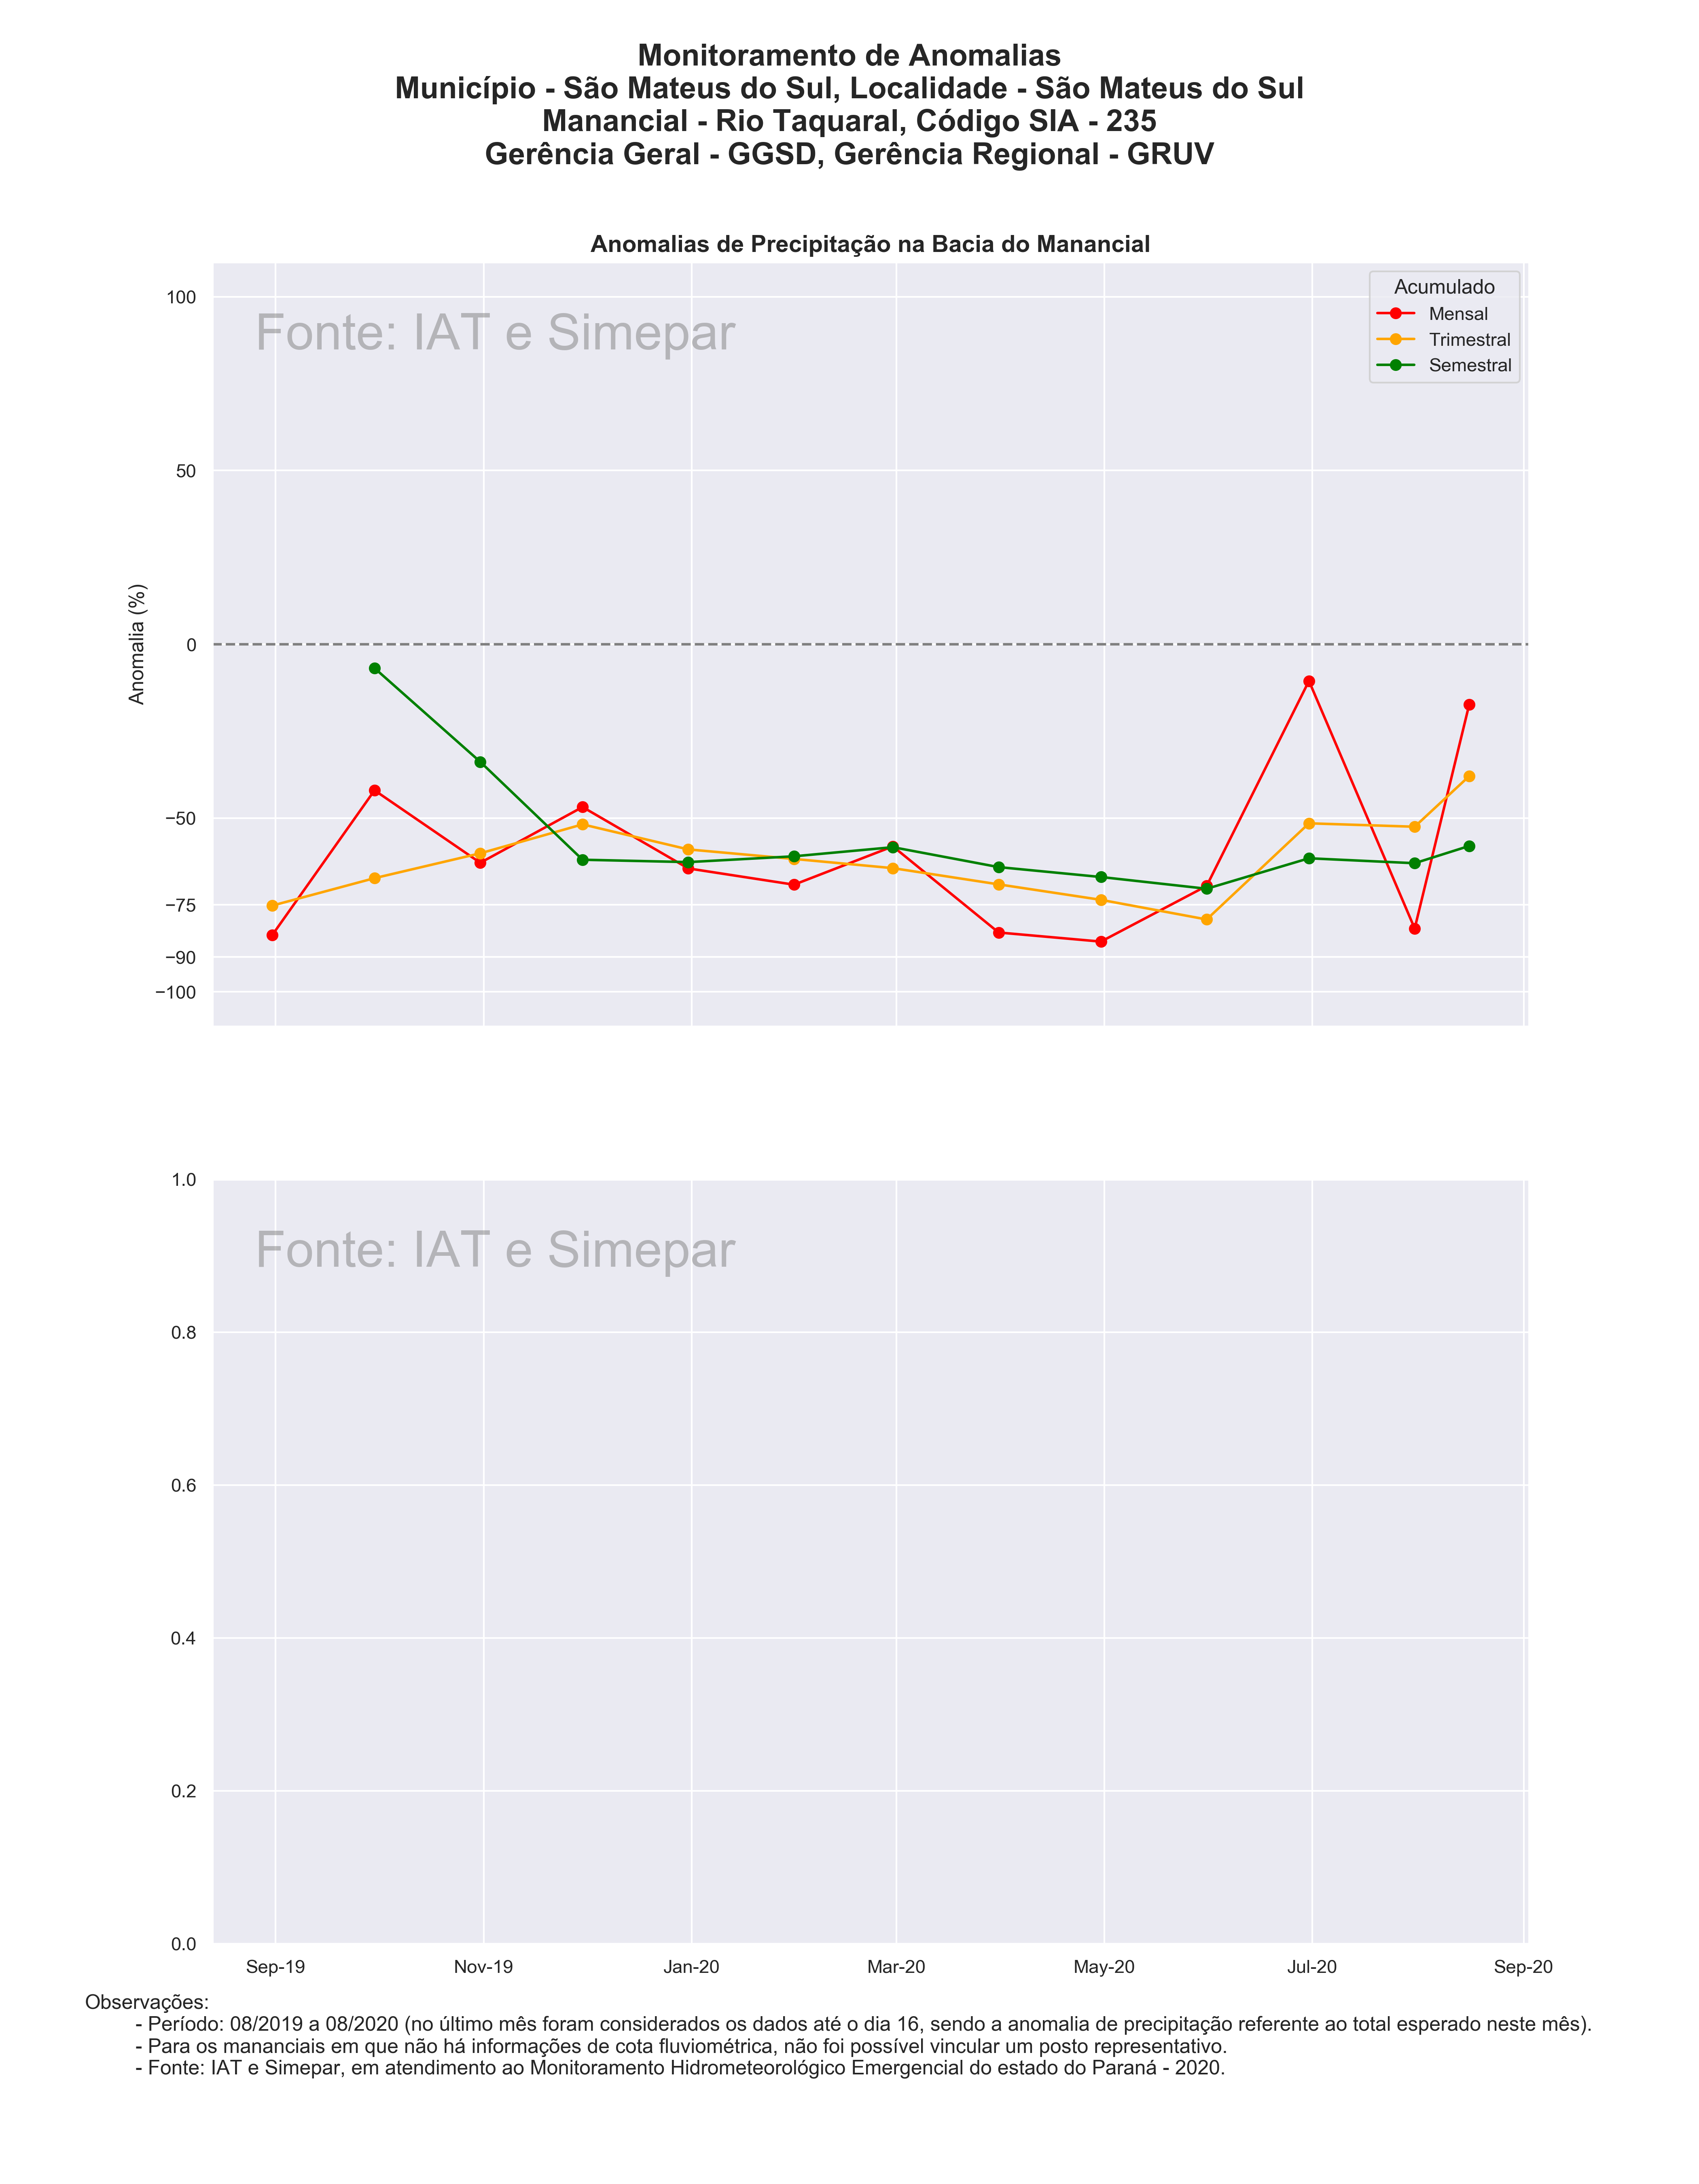 Monitoramento de Anomalias
Município - São Mateus do Sul, Localidade - São Mateus do Sul
Manancial - Rio Taquaral, Código SIA - 235
Gerência Geral - GGSD, Gerência Regional - GRUV
Anomalias de Precipitação na Bacia do Manancial
Fonte: IAT e Simepar
Acumulado
Mensal
Trimestral
Semestral
Anomalia (%)
100
50
0
−50
−75
−90
−100
Fonte: IAT e Simepar
1.0
0.8
0.6
0.4
0.2
0.0
Sep-19 Nov-19 Jan-20 Mar-20 May-20 Jul-20 Sep-20
Observações:
- Período: 08/2019 a 08/2020 (no último mês foram considerados os dados até o dia 16, sendo a anomalia de precipitação referente ao total esperado neste mês).
- Para os mananciais em que não há informações de cota fluviométrica, não foi possível vincular um posto representativo.
- Fonte: IAT e Simepar, em atendimento ao Monitoramento Hidrometeorológico Emergencial do estado do Paraná - 2020.